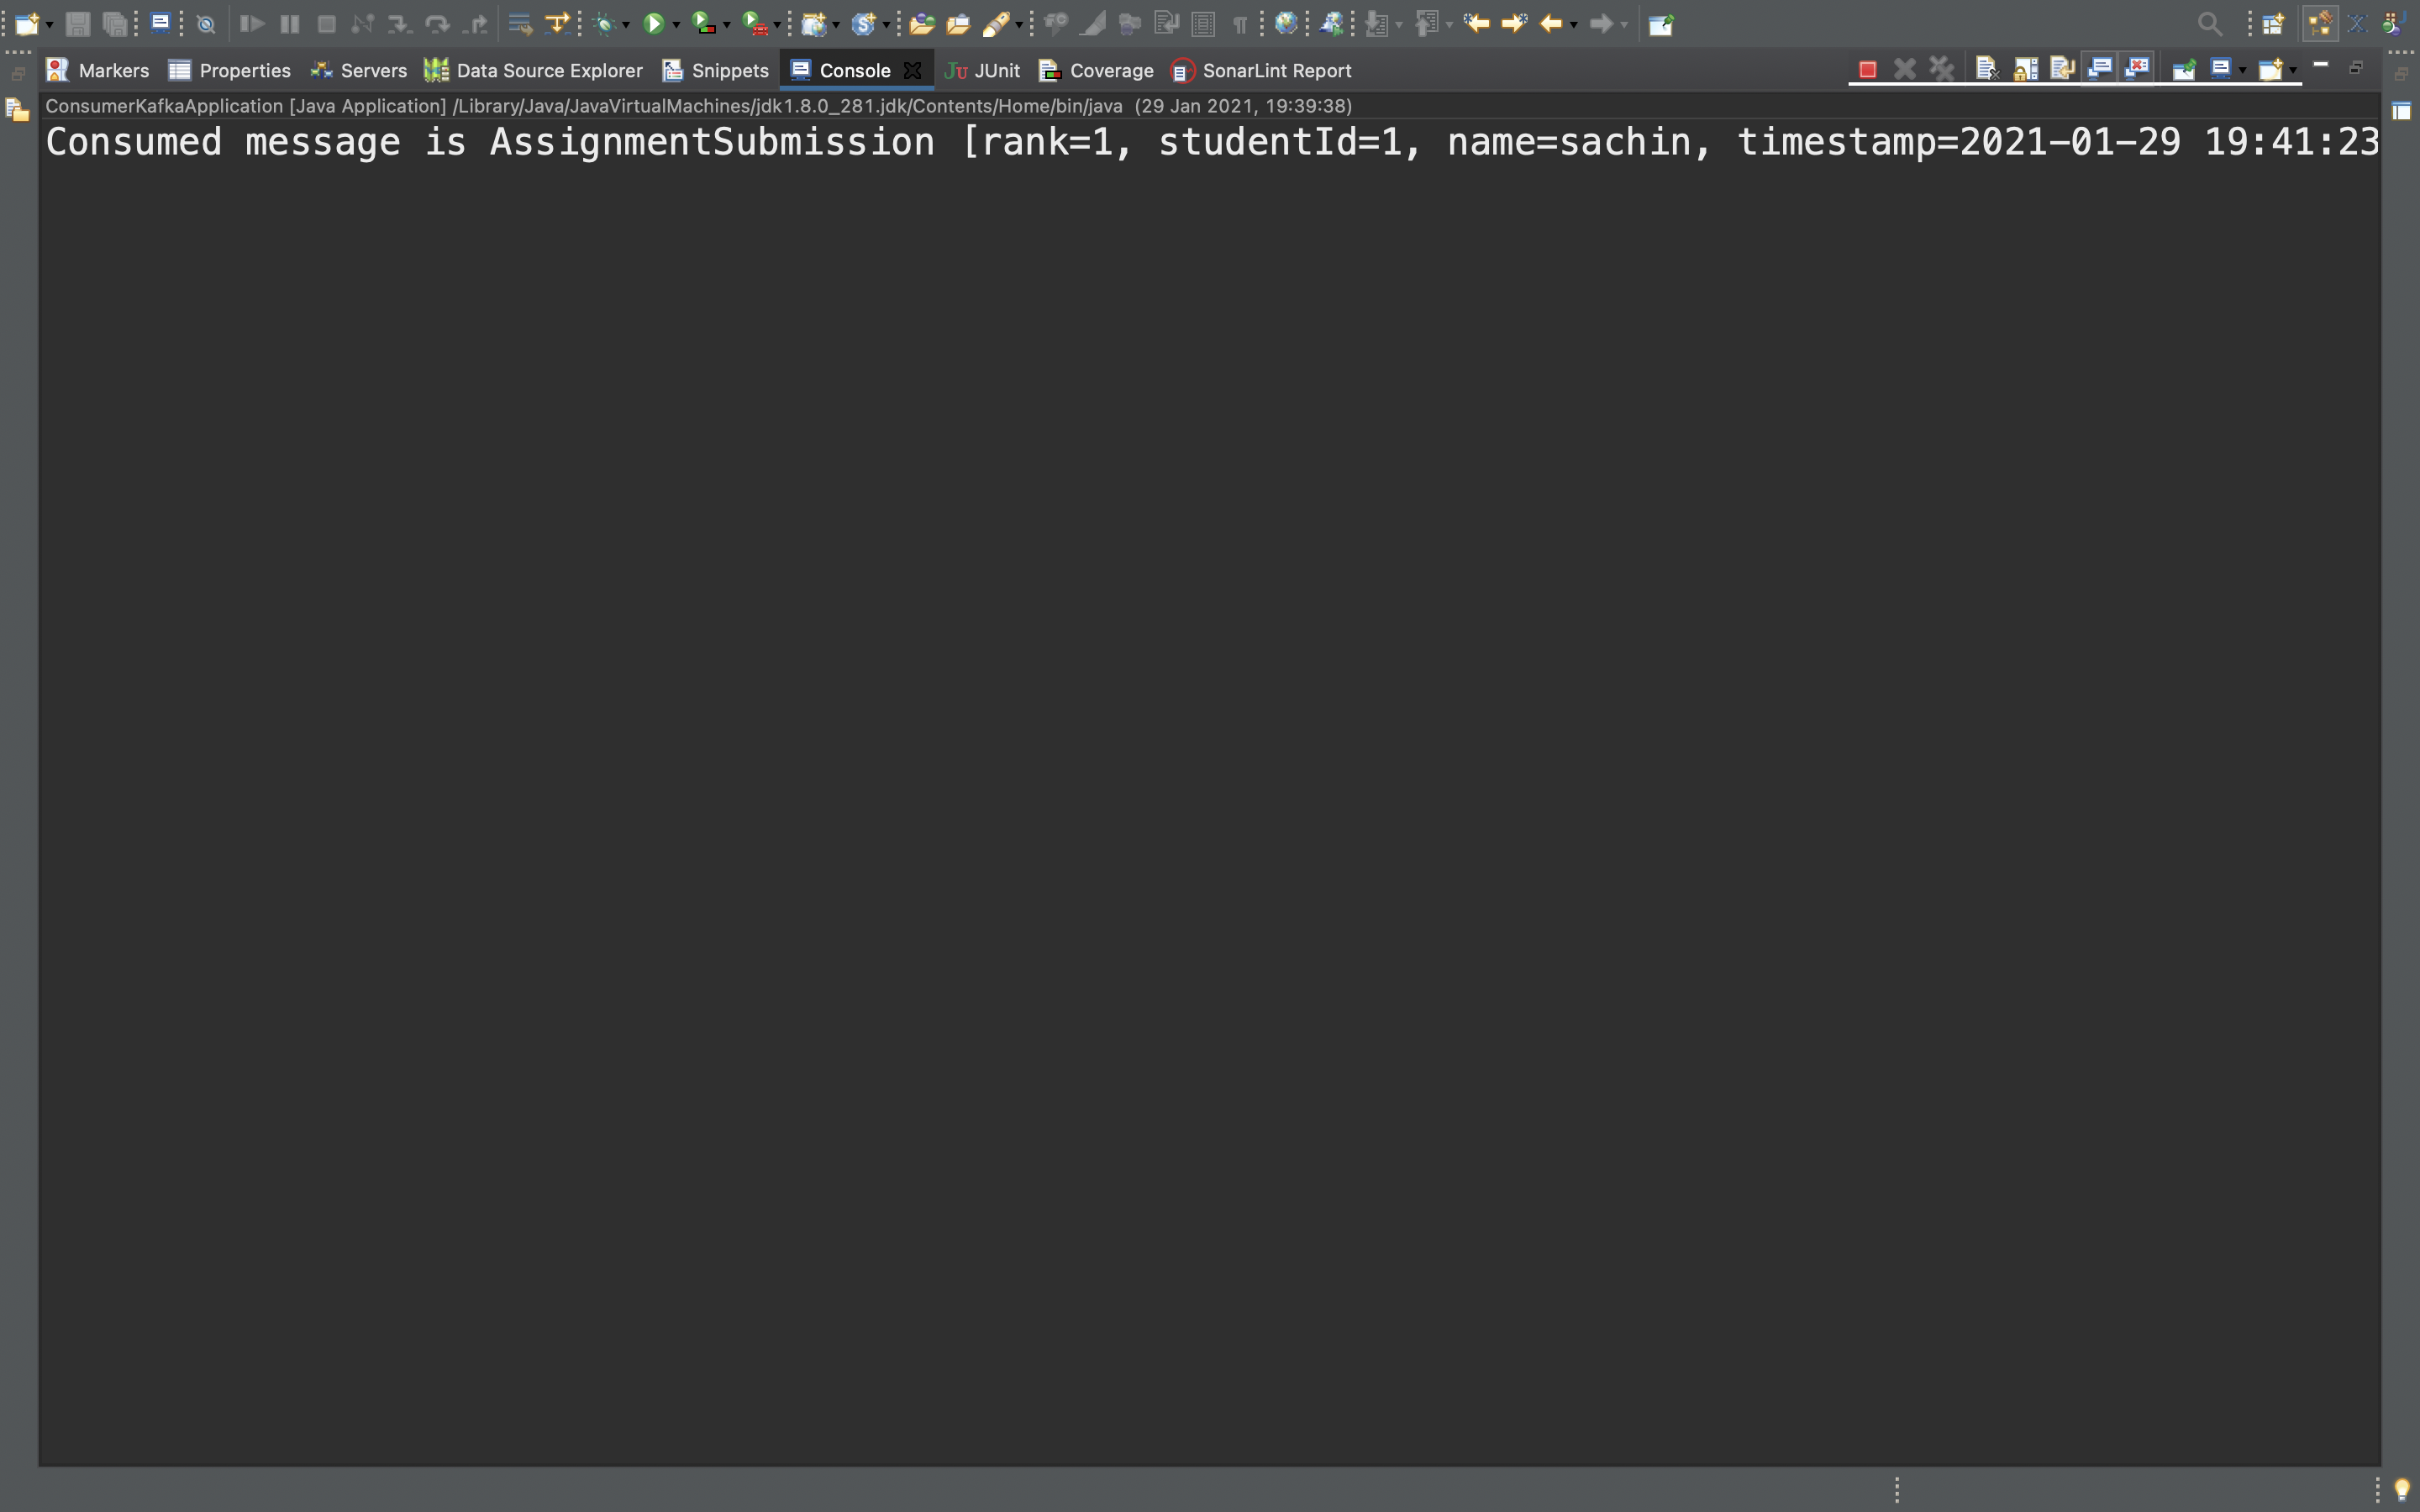 Markers Properties Servers Data Source Explorer Snippets Console JUnit Coverage SonarLint Report
ConsumerKafkaApplication [Java Application] /Library/Java/JavaVirtualMachines/jdk1.8.0_281.jdk/Contents/Home/bin/java (29 Jan 2021, 19:39:38)
Consumed message is AssignmentSubmission [rank=1, studentId=1, name=sachin, timestamp=2021-01-29 19:41:23